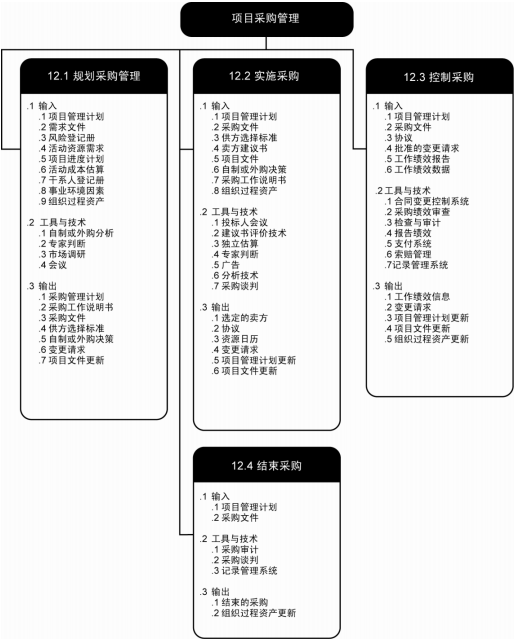 项目采购管理
12.1 规划采购管理
.1 输入
.1 项目管理计划
.2 需求文件
.3 风险登记册
.4 活动资源需求
.5 项目进度计划
.6 活动成本估算
.7 干系人登记册
.8 事业环境因素
.9 组织过程资产
.2 工具与技术
.1 自制或外购分析
.2 专家判断
.3 市场调研
.4 会议
.3 输出
.1 采购管理计划
.2 采购工作说明书
.3 采购文件
.4 供方选择标准
.5 自制或外购决策
.6 变更请求
.7 项目文件更新
12.2 实施采购
.1 输入
.1 项目管理计划
.2 采购文件
.3 供方选择标准
.4 卖方建议书
.5 项目文件
.6 自制或外购决策
.7 采购工作说明书
.8 组织过程资产
.2 工具与技术
.1 投标人会议
.2 建议书评价技术
.3 独立估算
.4 专家判断
.5 广告
.6 分析技术
.7 采购谈判
.3 输出
.1 选定的卖方
.2 协议
.3 资源日历
.4 变更请求
.5 项目管理计划更新
.6 项目文件更新
12.3 控制采购
.1 输入
.1 项目管理计划
.2 采购文件
.3 协议
.4 批准的变更请求
.5 工作绩效报告
.6 工作绩效数据
.2 工具与技术
.1 合同变更控制系统
.2 采购绩效审查
.3 检查与审计
.4 报告绩效
.5 支付系统
.6 索赔管理
.7 记录管理系统
.3 输出
.1 工作绩效信息
.2 变更请求
.3 项目管理计划更新
.4 项目文件更新
.5 组织过程资产更新
12.4 结束采购
.1 输入
.1 项目管理计划
.2 采购文件
.2 工具与技术
.1 采购审计
.2 采购谈判
.3 记录管理系统
.3 输出
.1 结束的采购
.2 组织过程资产更新